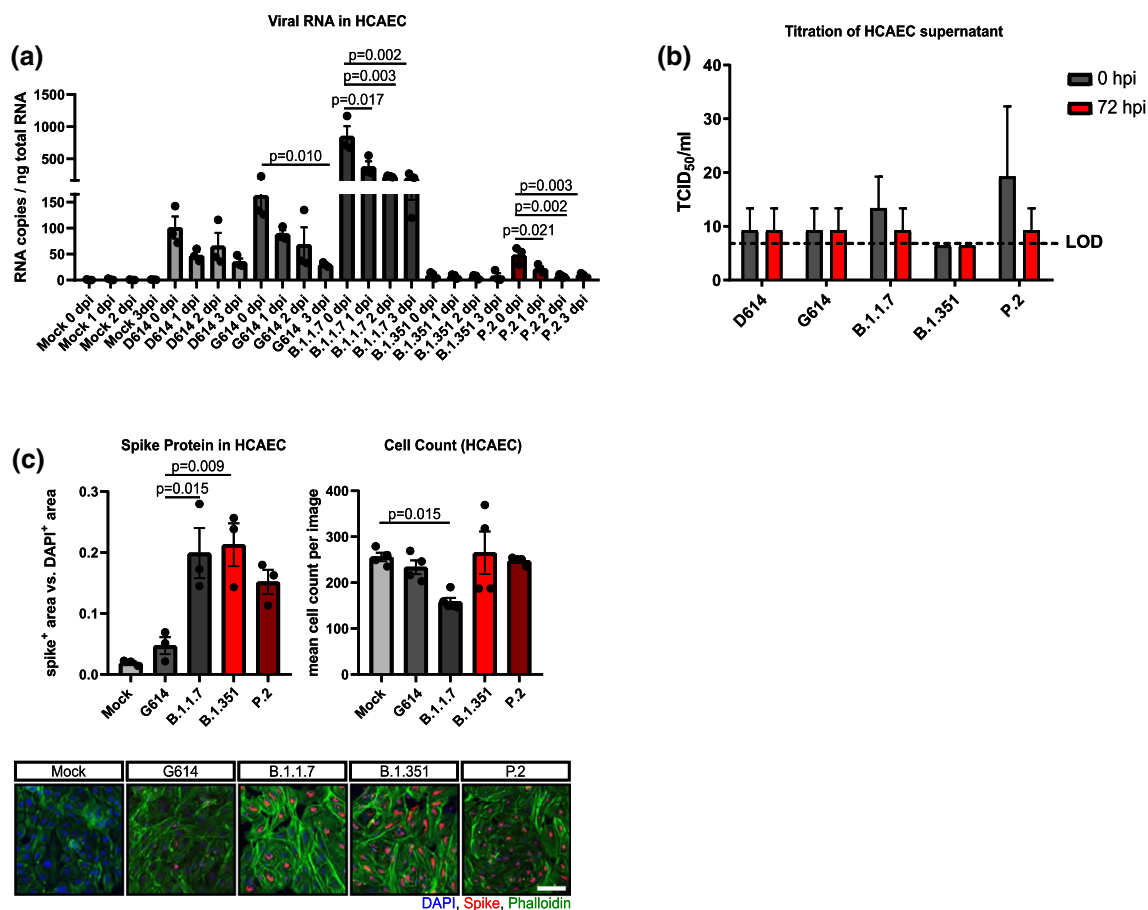 Viral RNA in HCAEC
(a)
p=0.002
p=0.003
p=0.017
p=0.010
p=0.003
p=0.002
p=0.021
RNA copies / ng total RNA
1500
1000
500
150
100
50
0
Mock 0 dpi
Mock 1 dpi
Mock 2 dpi
Mock 3dpi
D614 0 dpi
D614 1 dpi
D614 2 dpi
D614 3 dpi
G614 0 dpi
G614 1 dpi
G614 2 dpi
G614 3 dpi
B.1.1.7 0 dpi
B.1.1.7 1 dpi
B.1.1.7 2 dpi
B.1.1.7 3 dpi
B.1.351 0 dpi
B.1.351 1 dpi
B.1.351 2 dpi
B.1.351 3 dpi
P.2 0 dpi
P.2 1 dpi
P.2 2 dpi
P.2 3 dpi
Titration of HCAEC supernatant
(b)
TCID50/ml
40
30
20
10
0
0 hpi
72 hpi
LOD
D614
G614
B.1.1.7
B.1.351
P.2
(c)
Spike Protein in HCAEC
p=0.009
p=0.015
spike+ area vs. DAPI+ area
0.3
0.2
0.1
0.0
Mock
G614
B.1.1.7
B.1.351
P.2
Cell Count (HCAEC)
p=0.015
mean cell count per image
400
300
200
100
0
Mock
G614
B.1.1.7
B.1.351
P.2
Mock
G614
B.1.1.7
B.1.351
P.2
DAPI, Spike, Phalloidin